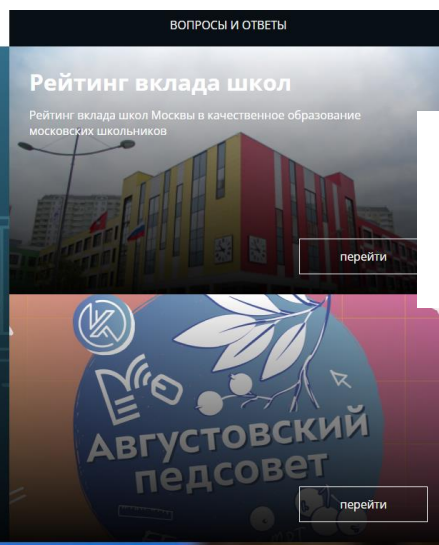 ВОПРОСЫ И ОТВЕТЫ
Рейтинг вклада школ
Рейтинг вклада школ Москвы в качественное образование
московских школьников
перейти
АВГУСТОВСКИЙ
ПЕДСОВЕТ
перейти